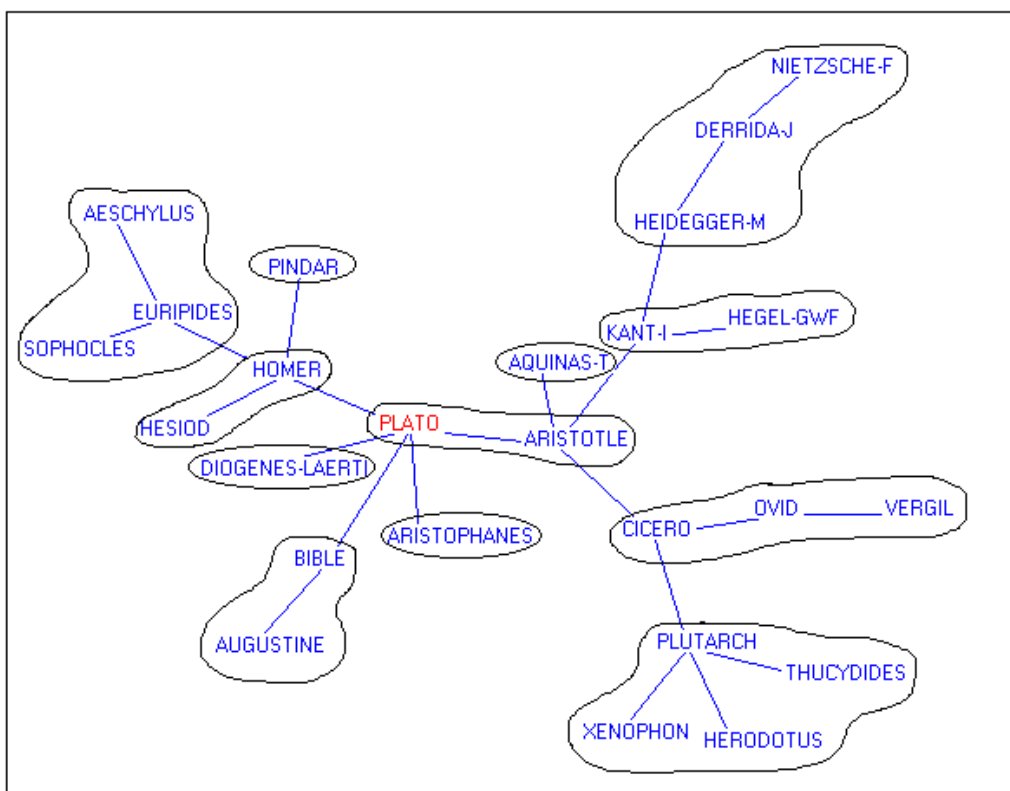 NIETZSCHE-F
DERRIDA-J
AESCHYLUS
HEIDEGGER-M
PINDAR
EURIPIDES
HEGEL-GWF
KANT-I
SOPHOCLES
HOMER
AQUINAS-T
HESIOD
PLATO
ARISTOTLE
DIOGENES-LAERTI
OVID
VERGIL
CICERO
ARISTOPHANES
BIBLE
AUGUSTINE
PLUTARCH
THUCYDIDES
XENOPHON
HERODOTUS